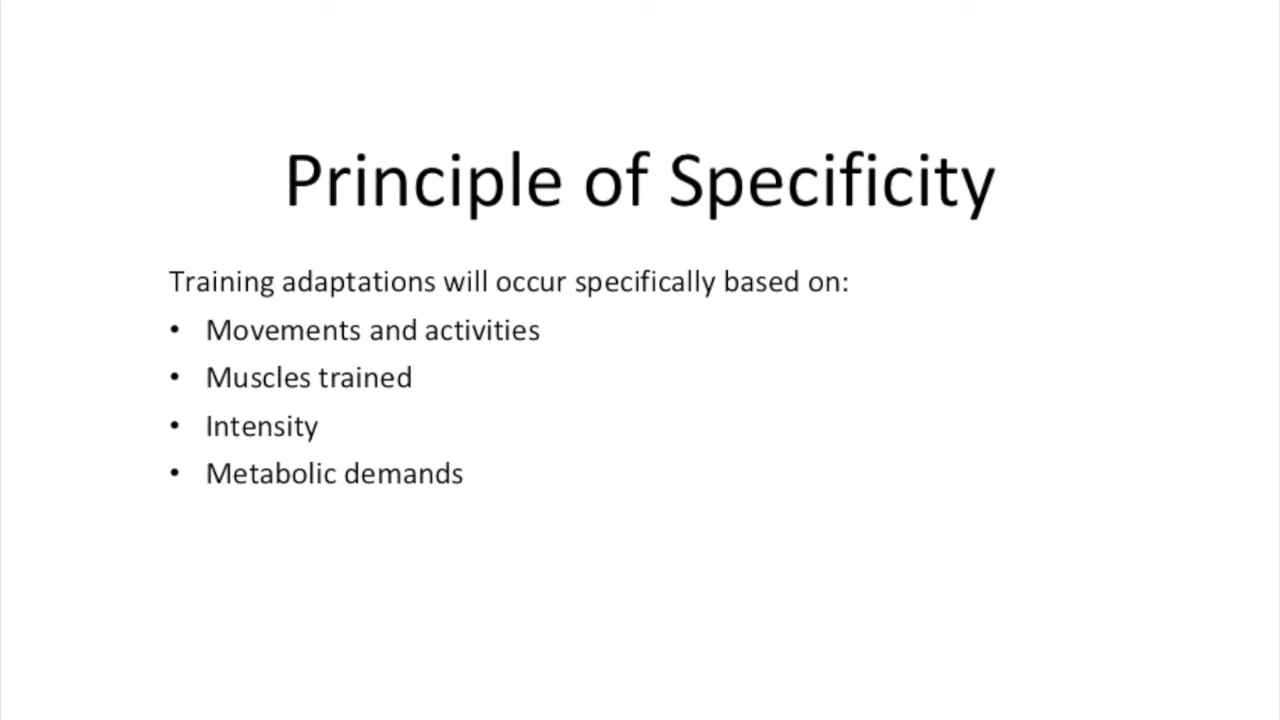 Principle of Specificity
Training adaptations will occur specifically based on:
• Movements and activities
• Muscles trained
• Intensity
• Metabolic demands